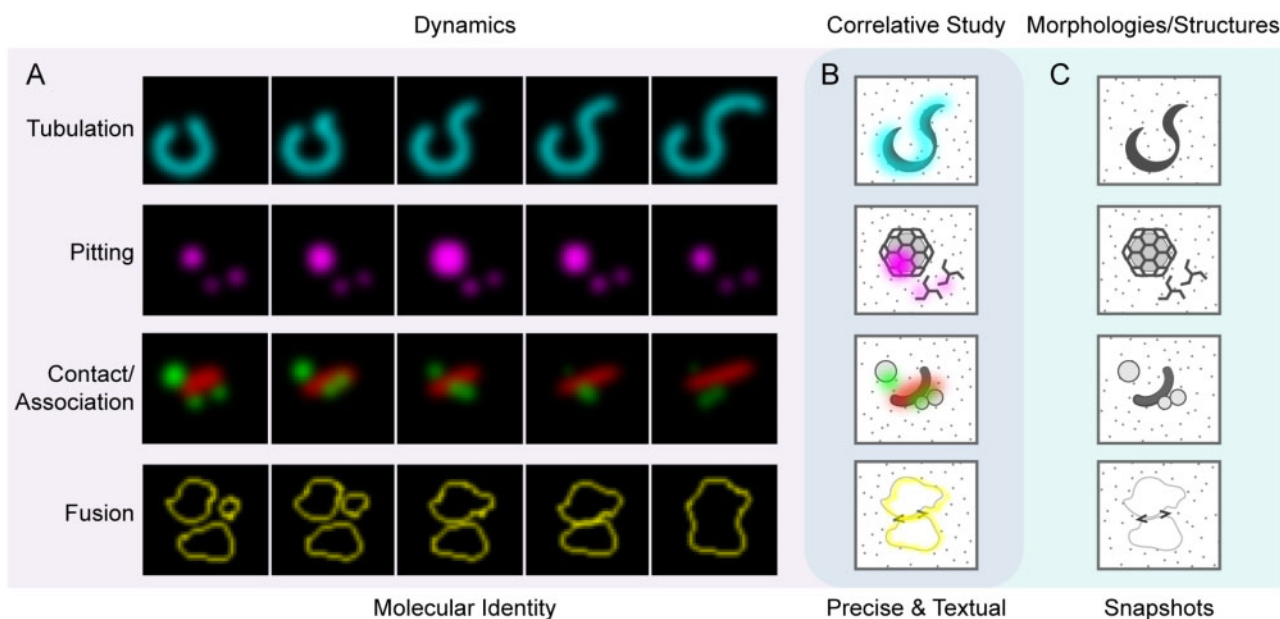 Dynamics
Correlative Study
Morphologies/Structures
A
B
C
Tubulation
Pitting
Contact/
Association
Fusion
Molecular Identity
Precise & Textual
Snapshots